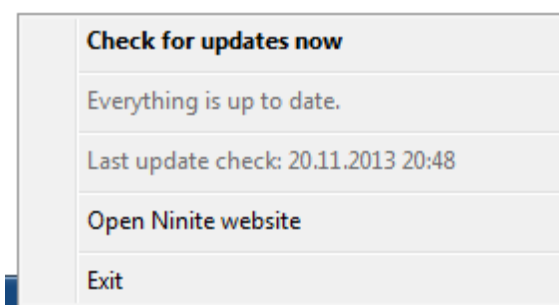 Check for updates now
Everything is up to date.
Last update check: 20.11.2013 20:48
Open Ninite website
Exit